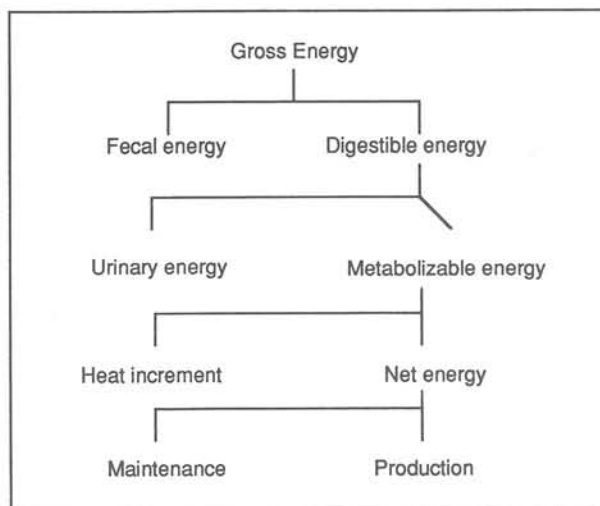 Gross Energy
Fecal energy Digestible energy
Urinary energy Metabolizable energy
Heat increment Net energy
Maintenance Production